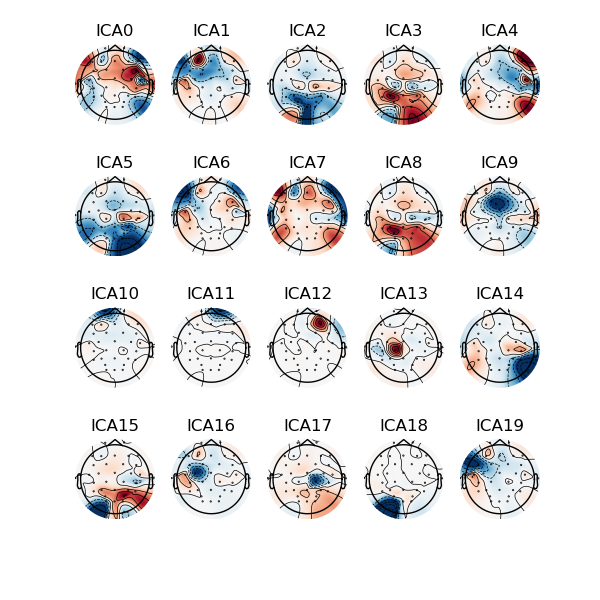 ICA0 ICA1 ICA2 ICA3 ICA4
ICA5 ICA6 ICA7 ICA8 ICA9
ICA10 ICA11 ICA12 ICA13 ICA14
ICA15 ICA16 ICA17 ICA18 ICA19